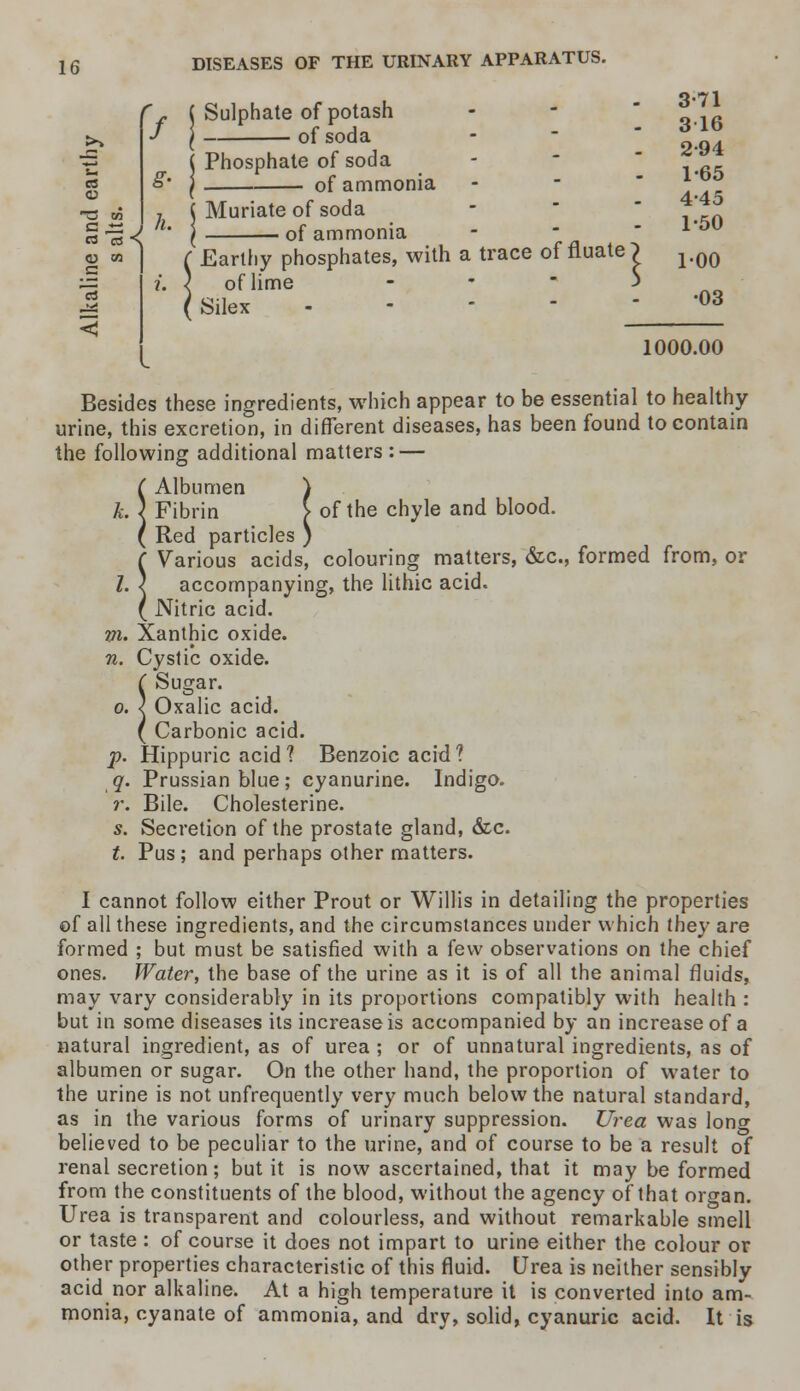 16 DISEASES OF THE URINARY APPARATUS.
Alkaline and earthy
salts.
f. { Sulphate of potash - - - 3·71
{ ——— of soda - - - 3·16
g. { Phosphate of soda - - - 2·94
{ ——— of ammonia - - - 1·65
h. { Muriate of soda - - - 4·45
{ ——— of ammonia - - - 1·50
i. { Earthy phosphates, with a trace of fluate } 1·00
of lime - - -
{ Silex - - - - - ·03
1000.00
Besides these ingredients, which appear to be essential to healthy
urine, this excretion, in different diseases, has been found to contain
the following additional matters : —
{ Albumen }
k. { Fibrin } of the chyle and blood.
{ Red particles }
{ Various acids, colouring matters, &c., formed from, or
l. { accompanying, the lithic acid.
{ Nitric acid.
m. Xanthic oxide.
n. Cystic oxide.
{ Sugar.
o. { Oxalic acid.
{ Carbonic acid.
p. Hippuric acid ? Benzoic acid ?
q. Prussian blue ; cyanurine. Indigo.
r. Bile. Cholesterine.
s. Secretion of the prostate gland, &c.
t. Pus ; and perhaps other matters.
I cannot follow either Prout or Willis in detailing the properties
of all these ingredients, and the circumstances under which they are
formed ; but must be satisfied with a few observations on the chief
ones. Water, the base of the urine as it is of all the animal fluids,
may vary considerably in its proportions compatibly with health :
but in some diseases its increase is accompanied by an increase of a
natural ingredient, as of urea ; or of unnatural ingredients, as of
albumen or sugar. On the other hand, the proportion of water to
the urine is not unfrequently very much below the natural standard,
as in the various forms of urinary suppression. Urea was long
believed to be peculiar to the urine, and of course to be a result of
renal secretion ; but it is now ascertained, that it may be formed
from the constituents of the blood, without the agency of that organ.
Urea is transparent and colourless, and without remarkable smell
or taste : of course it does not impart to urine either the colour or
other properties characteristic of this fluid. Urea is neither sensibly
acid nor alkaline. At a high temperature it is converted into am-
monia, cyanate of ammonia, and dry, solid, cyanuric acid. It is